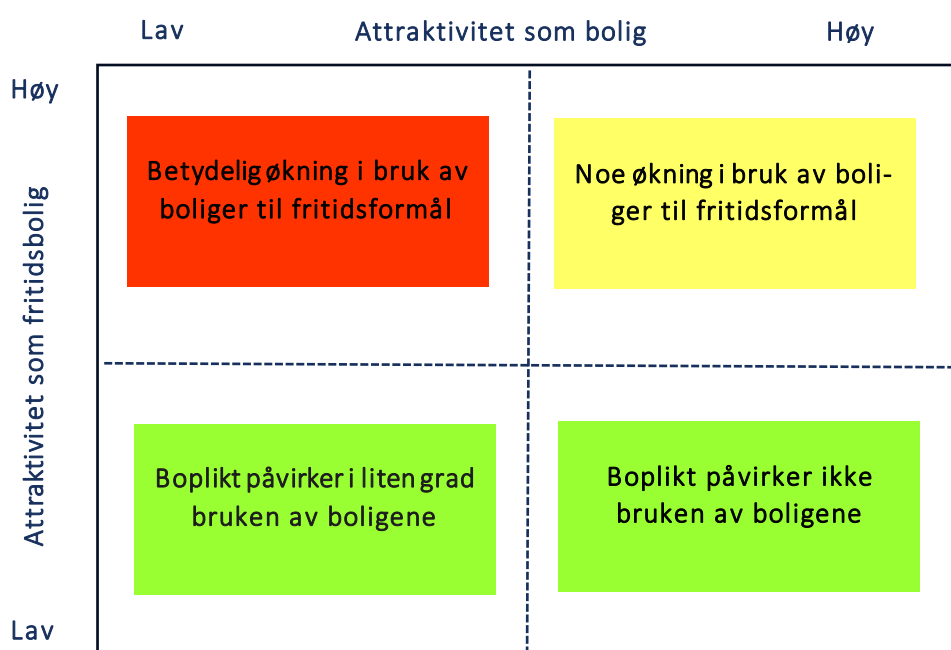 Lav Attraktivitet som bolig Høy
Høy
Attraktivitet som fritidsbolig
Betydelig økning i bruk av
boliger til fritidsformål
Noe økning i bruk av boli-
ger til fritidsformål
Boplikt påvirker i liten grad
bruken av boligene
Boplikt påvirker ikke
bruken av boligene
Lav